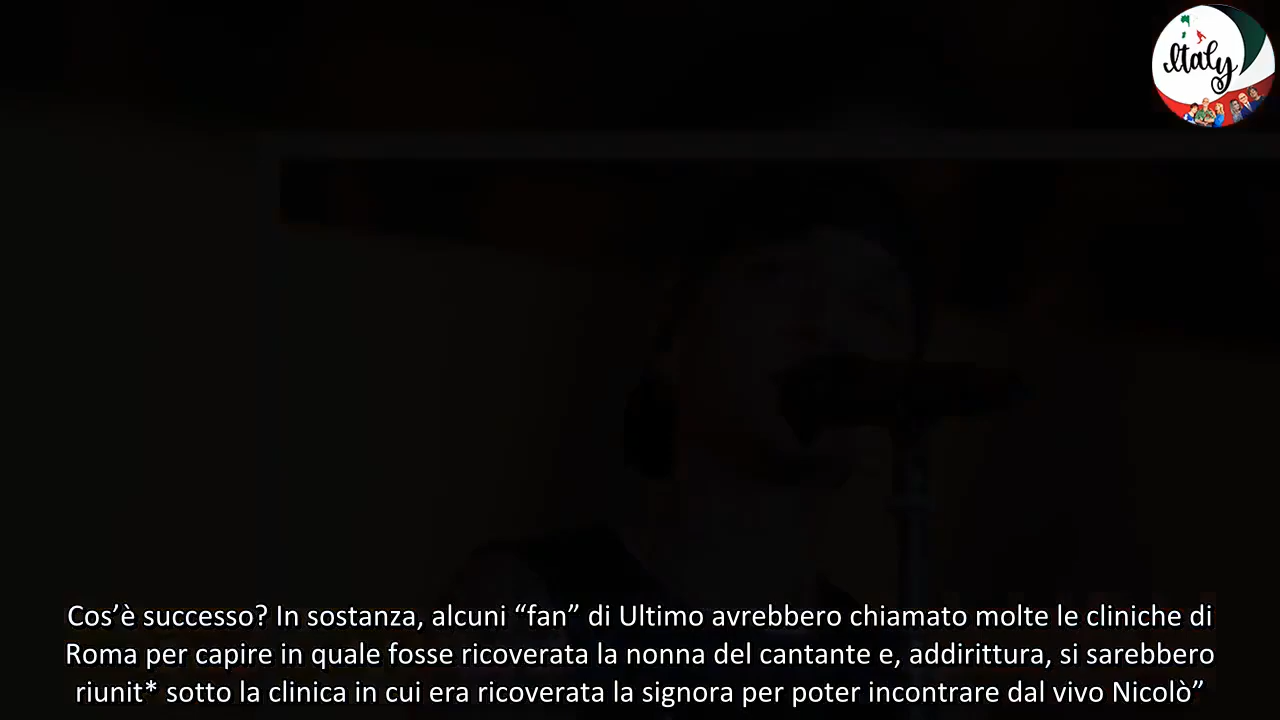 Italy
Cos’è successo? In sostanza, alcuni “fan” di Ultimo avrebbero chiamato molte le cliniche di
Roma per capire in quale fosse ricoverata la nonna del cantante e, addirittura, si sarebbero
riunit* sotto la clinica in cui era ricoverata la signora per poter incontrare dal vivo Nicolò”